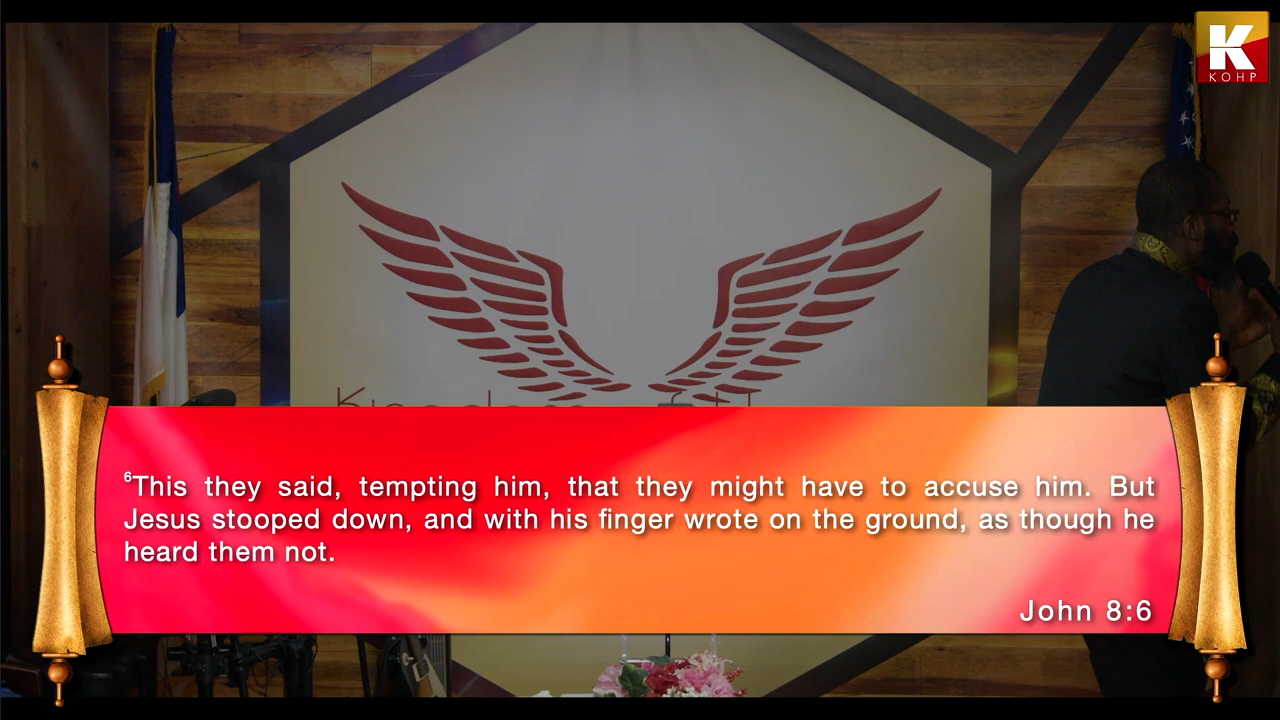 K
KOHP
Kingdom
⁶This they said, tempting him, that they might have to accuse him. But
Jesus stooped down, and with his finger wrote on the ground, as though he
heard them not.
John 8:6